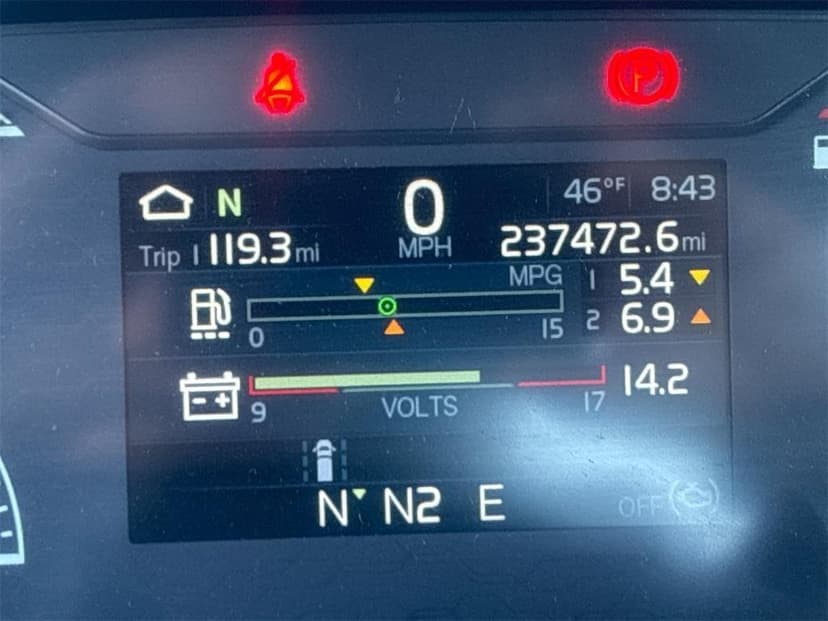 N 0 46°F 8:43
Trip 1 119.3 mi MPH 237472.6 mi
MPG 1 5.4
0 15 2 6.9
14.2
9 VOLTS 17
N N2 E
OFF